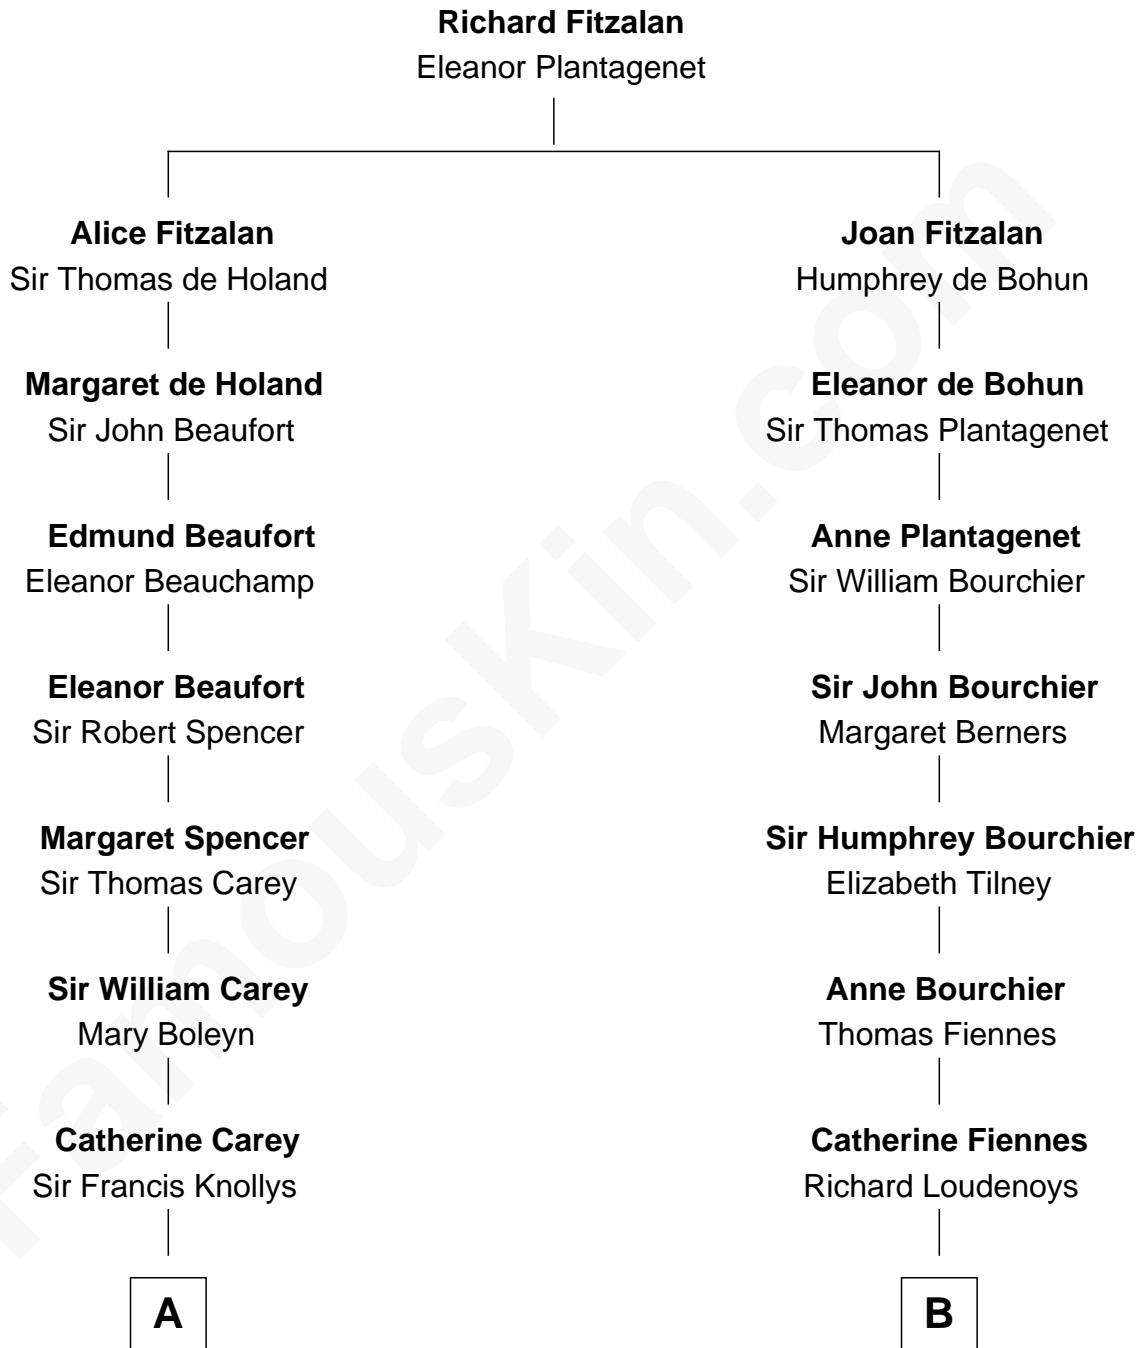 Richard Fitzalan
Eleanor Plantagenet
Alice Fitzalan
Sir Thomas de Holand
Margaret de Holand
Sir John Beaufort
Edmund Beaufort
Eleanor Beauchamp
Eleanor Beaufort
Sir Robert Spencer
Margaret Spencer
Sir Thomas Carey
Sir William Carey
Mary Boleyn
Catherine Carey
Sir Francis Knollys
A
Joan Fitzalan
Humphrey de Bohun
Eleanor de Bohun
Sir Thomas Plantagenet
Anne Plantagenet
Sir William Bourchier
Sir John Bourchier
Margaret Berners
Sir Humphrey Bourchier
Elizabeth Tilney
Anne Bourchier
Thomas Fiennes
Catherine Fiennes
Richard Loudenoys
B
FamousKin.com